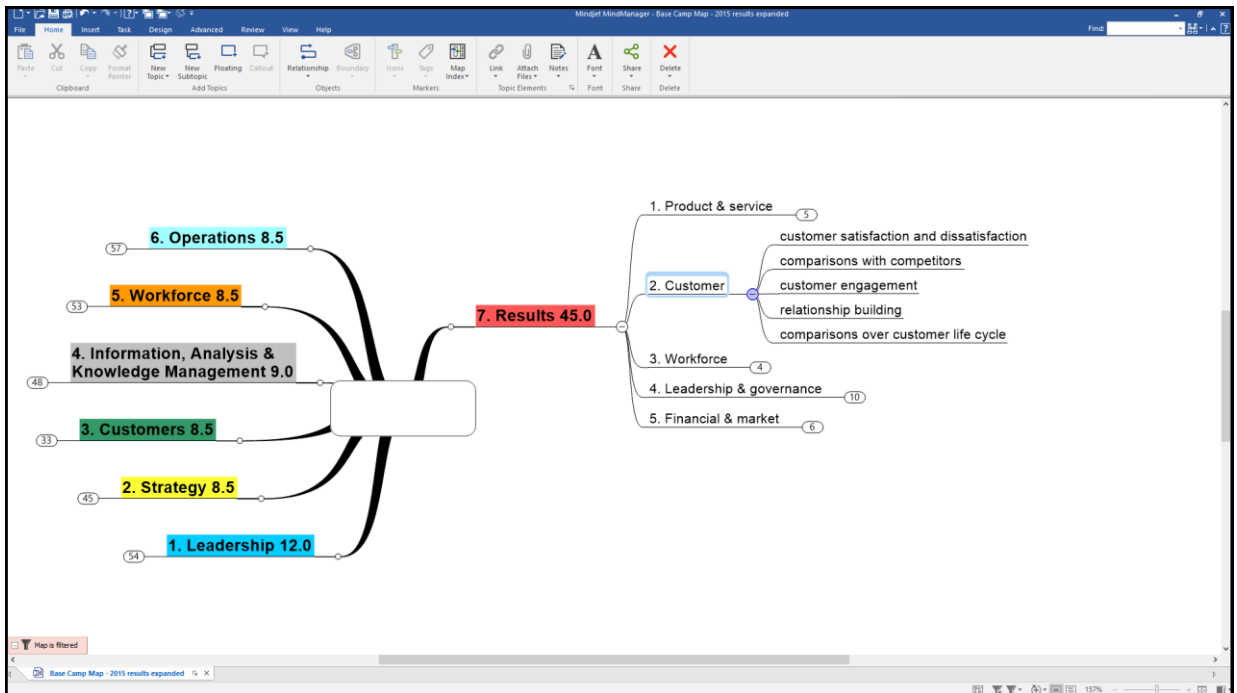 Mindjet MindManager - Base Camp Map - 2015 results expanded
File Home Insert Task Design Advanced Review View Help
Find:
Paste Cut Copy Format Painter
New Topic New Subtopic Floating Callout
Relationship Boundary
Icons Tags Map Index
Link Attach Files Notes
Font
Share
Delete
Clipboard Add Topics Objects Markers Topic Elements Font Share Delete
6. Operations 8.5
57
5. Workforce 8.5
53
4. Information, Analysis &
Knowledge Management 9.0
48
3. Customers 8.5
33
2. Strategy 8.5
45
1. Leadership 12.0
54
7. Results 45.0
1. Product & service
5
2. Customer
customer satisfaction and dissatisfaction
comparisons with competitors
customer engagement
relationship building
comparisons over customer life cycle
3. Workforce
4
4. Leadership & governance
10
5. Financial & market
6
Map is filtered
Base Camp Map - 2015 results expanded
157%